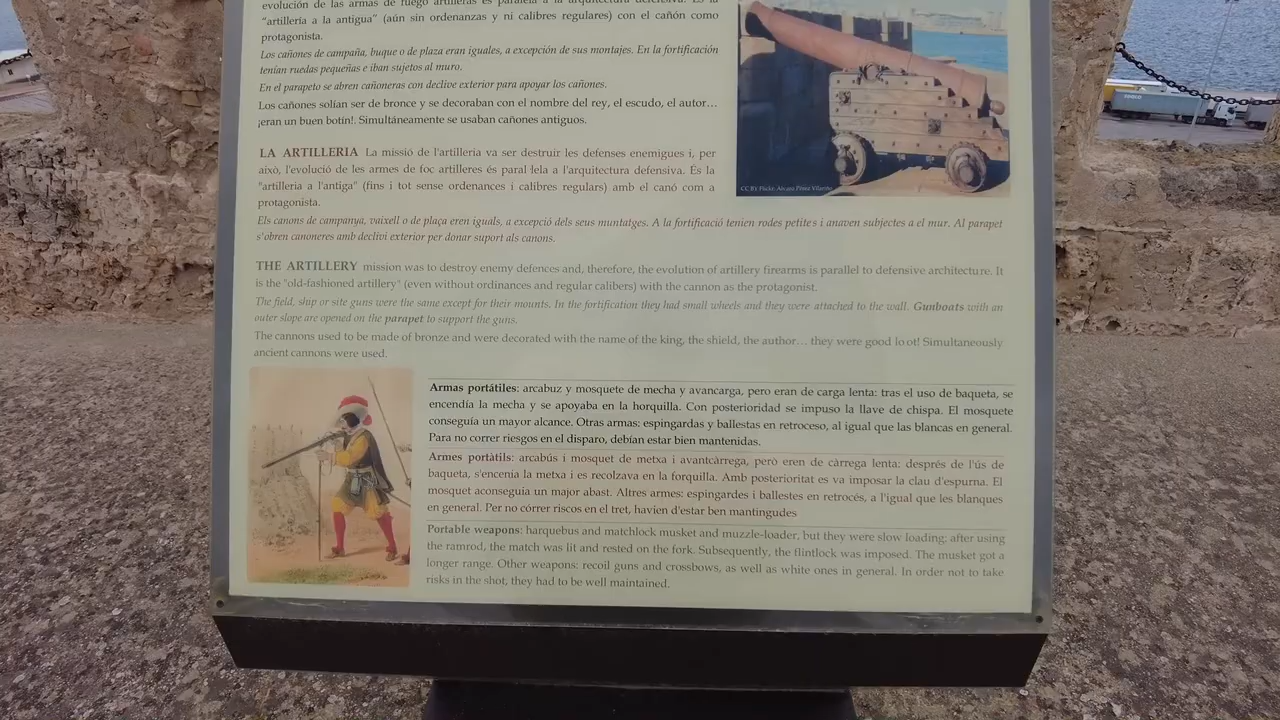 evolución de las armas de fuego artilleras es paralela a la arquitectura defensiva. Es la
“artillería a la antigua” (aún sin ordenanzas y ni calibres regulares) con el cañón como
protagonista.
Los cañones de campaña, buque o de plaza eran iguales, a excepción de sus montajes. En la fortificación
tenían ruedas pequeñas e iban sujetos al muro.
En el parapeto se abren cañoneras con declive exterior para apoyar los cañones.
Los cañones solían ser de bronce y se decoraban con el nombre del rey, el escudo, el autor…
¡eran un buen botín!. Simultáneamente se usaban cañones antiguos.
CC BY. Flickr. Álcara Pérez Vilariño
LA ARTILLERIA La missió de l'artilleria va ser destruir les defenses enemigues i, per
això, l'evolució de les armes de foc artilleres és paral·lela a l'arquitectura defensiva. És la
"artilleria a l'antiga" (fins i tot sense ordenances i calibres regulars) amb el canó com a
protagonista.
Els canons de campanya, vaixell o de plaça eren iguals, a excepció dels seus muntatges. A la fortificació tenien rodes petites i anaven subjectes a el mur. Al parapet
s'obren canoneres amb declivi exterior per donar suport als canons.
THE ARTILLERY mission was to destroy enemy defences and, therefore, the evolution of artillery firearms is parallel to defensive architecture. It
is the "old-fashioned artillery" (even without ordinances and regular calibers) with the cannon as the protagonist.
The field, ship or site guns were the same except for their mounts. In the fortification they had small wheels and they were attached to the wall. Gunboats with an
outer slope are opened on the parapet to support the guns.
The cannons used to be made of bronze and were decorated with the name of the king, the shield, the author… they were good loot! Simultaneously
ancient cannons were used.
Armas portátiles: arcabuz y mosquete de mecha y avancarga, pero eran de carga lenta: tras el uso de baqueta, se
encendía la mecha y se apoyaba en la horquilla. Con posterioridad se impuso la llave de chispa. El mosquete
conseguía un mayor alcance. Otras armas: espingardas y ballestas en retroceso, al igual que las blancas en general.
Para no correr riesgos en el disparo, debían estar bien mantenidas.
Armes portàtils: arcabús i mosquet de metxa i avantcàrrega, però eren de càrrega lenta: després de l'ús de
baqueta, s'encenia la metxa i es recolzava en la forquilla. Amb posterioritat es va imposar la clau d'espurna. El
mosquet aconseguia un major abast. Altres armes: espingardes i ballestes en retrocés, a l'igual que les blanques
en general. Per no córrer riscos en el tret, havien d'estar ben mantingudes
Portable weapons: harquebus and matchlock musket and muzzle-loader, but they were slow loading: after using
the ramrod, the match was lit and rested on the fork. Subsequently, the flintlock was imposed. The musket got a
longer range. Other weapons: recoil guns and crossbows, as well as white ones in general. In order not to take
risks in the shot, they had to be well maintained.